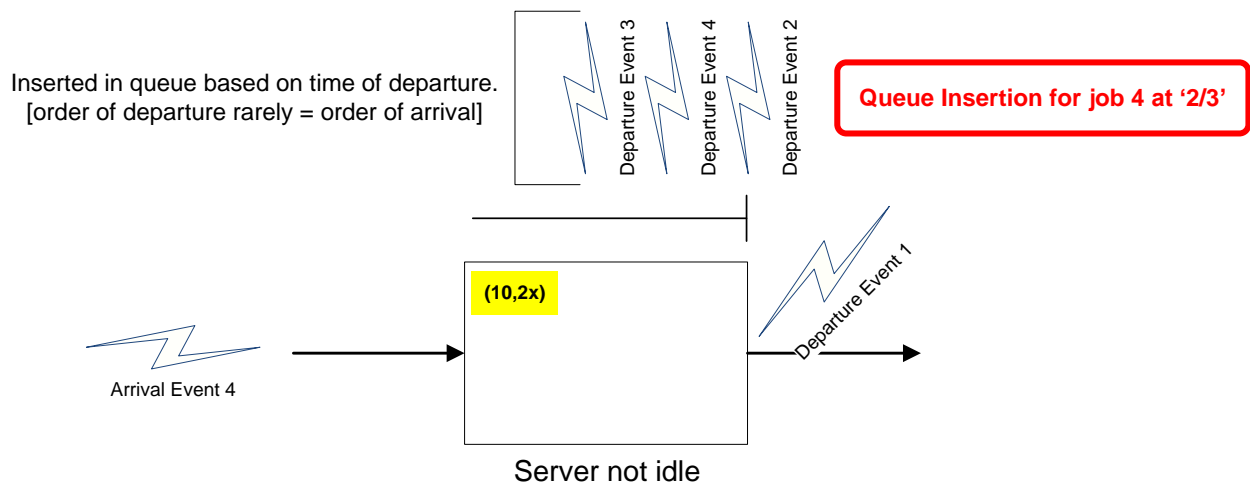 Inserted in queue based on time of departure.
[order of departure rarely = order of arrival]
Departure Event 3
Departure Event 4
Departure Event 2
Queue Insertion for job 4 at ‘2/3’
(10,2x)
Departure Event 1
Arrival Event 4
Server not idle